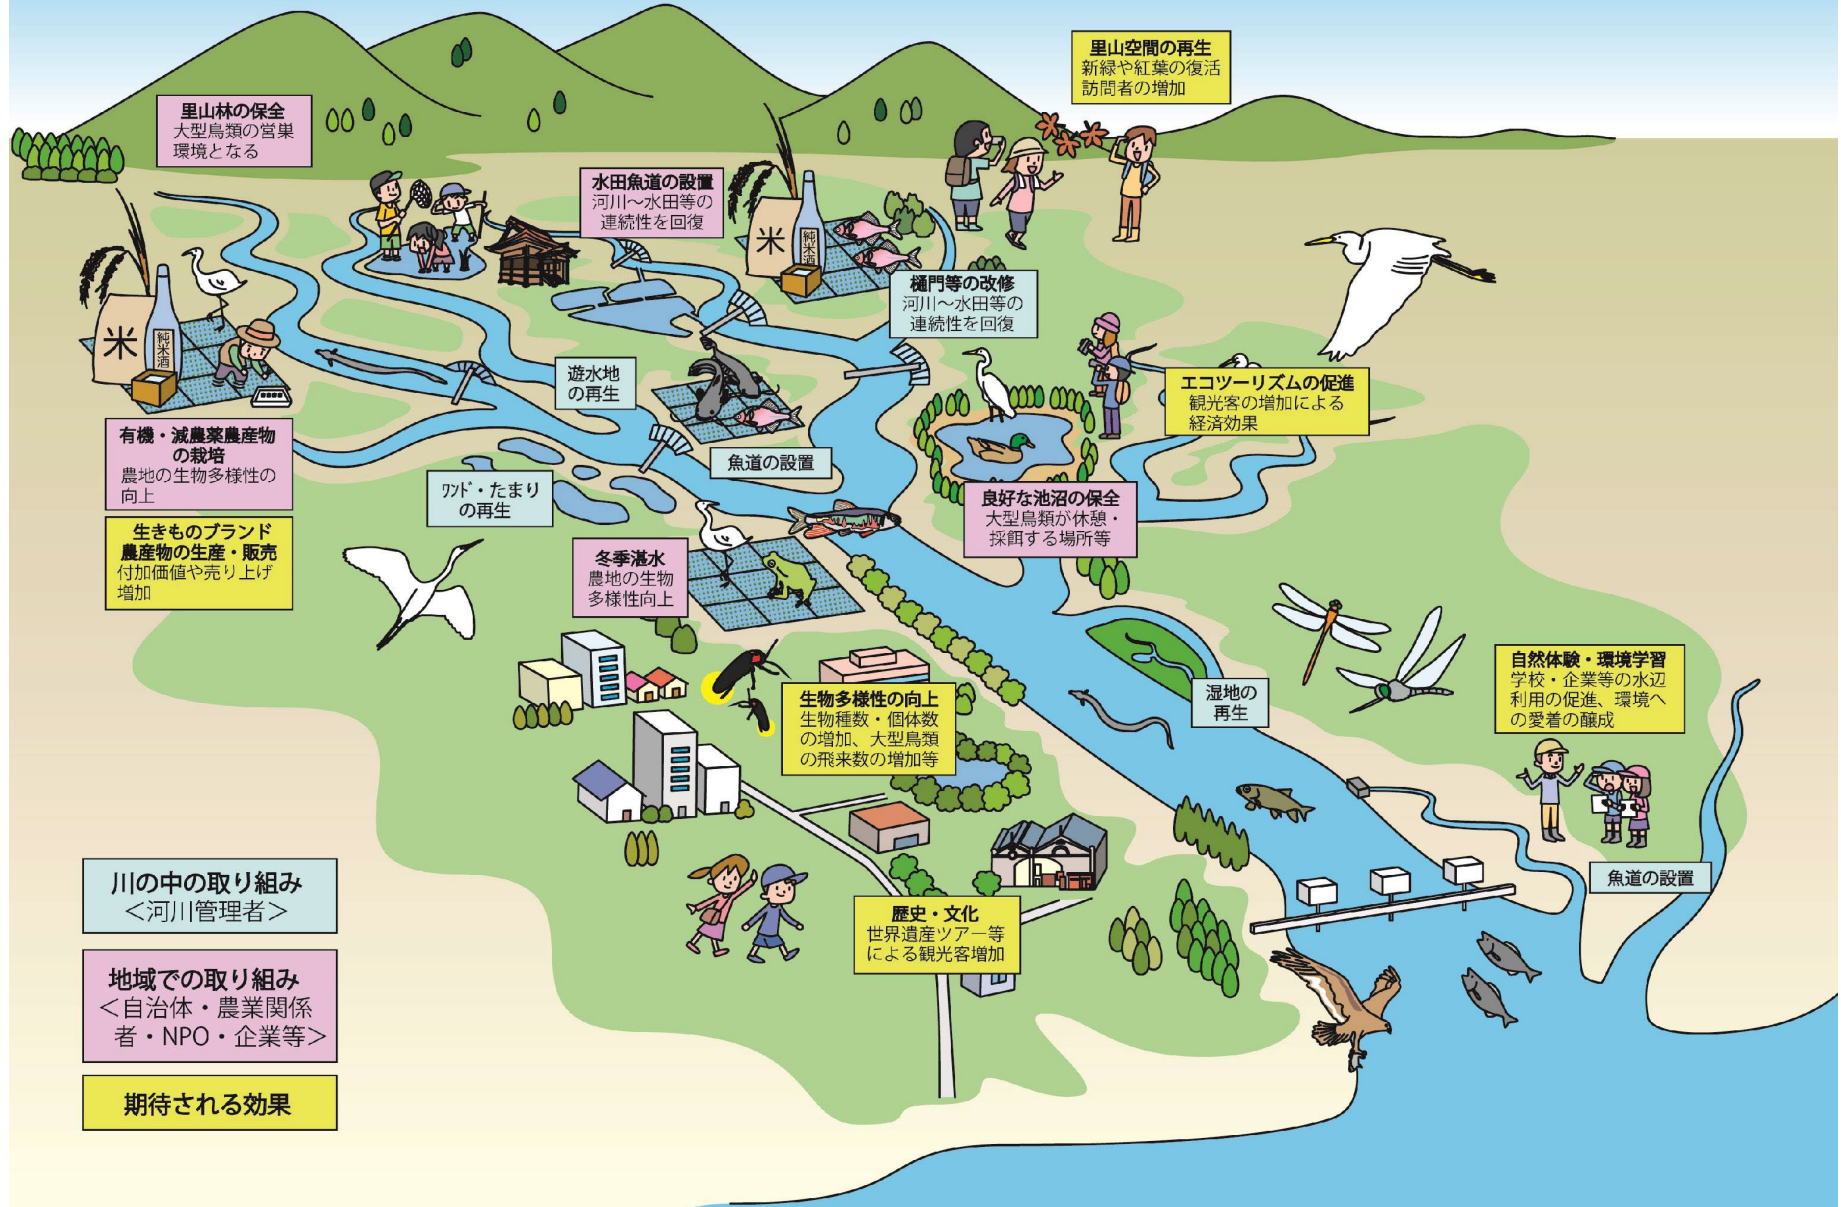 里山空間の再生
新緑や紅葉の復活
訪問者の増加
里山林の保全
大型鳥類の営巣
環境となる
水田魚道の設置
河川～水田等の
連続性を回復
米
純米酒
樋門等の改修
河川～水田等の
連続性を回復
米
純米酒
遊水地
の再生
エコツーリズムの促進
観光客の増加による
経済効果
有機・減農薬農産物
の栽培
農地の生物多様性の
向上
魚道の設置
ﾜﾝﾄﾞ・たまり
の再生
良好な池沼の保全
大型鳥類が休憩・
採餌する場所等
生きものブランド
農産物の生産・販売
付加価値や売り上げ
増加
冬季湛水
農地の生物
多様性向上
自然体験・環境学習
学校・企業等の水辺
利用の促進、環境へ
の愛着の醸成
湿地の
再生
生物多様性の向上
生物種数・個体数
の増加、大型鳥類
の飛来数の増加等
魚道の設置
歴史・文化
世界遺産ツアー等
による観光客増加
川の中の取り組み
＜河川管理者＞
地域での取り組み
＜自治体・農業関係
者・NPO・企業等＞
期待される効果